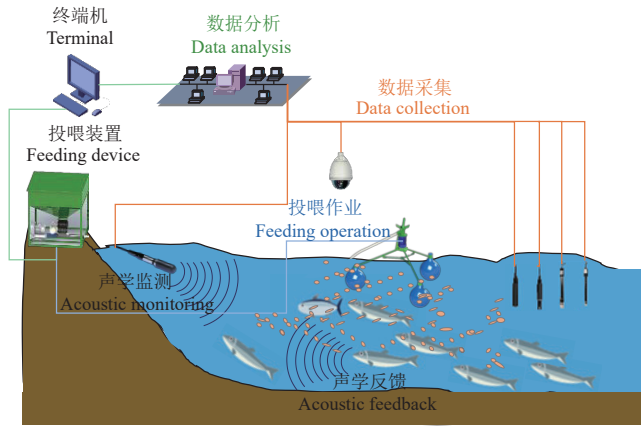 终端机
Terminal
数据分析
Data analysis
数据采集
Data collection
投喂装置
Feeding device
投喂作业
Feeding operation
声学监测
Acoustic monitoring
声学反馈
Acoustic feedback